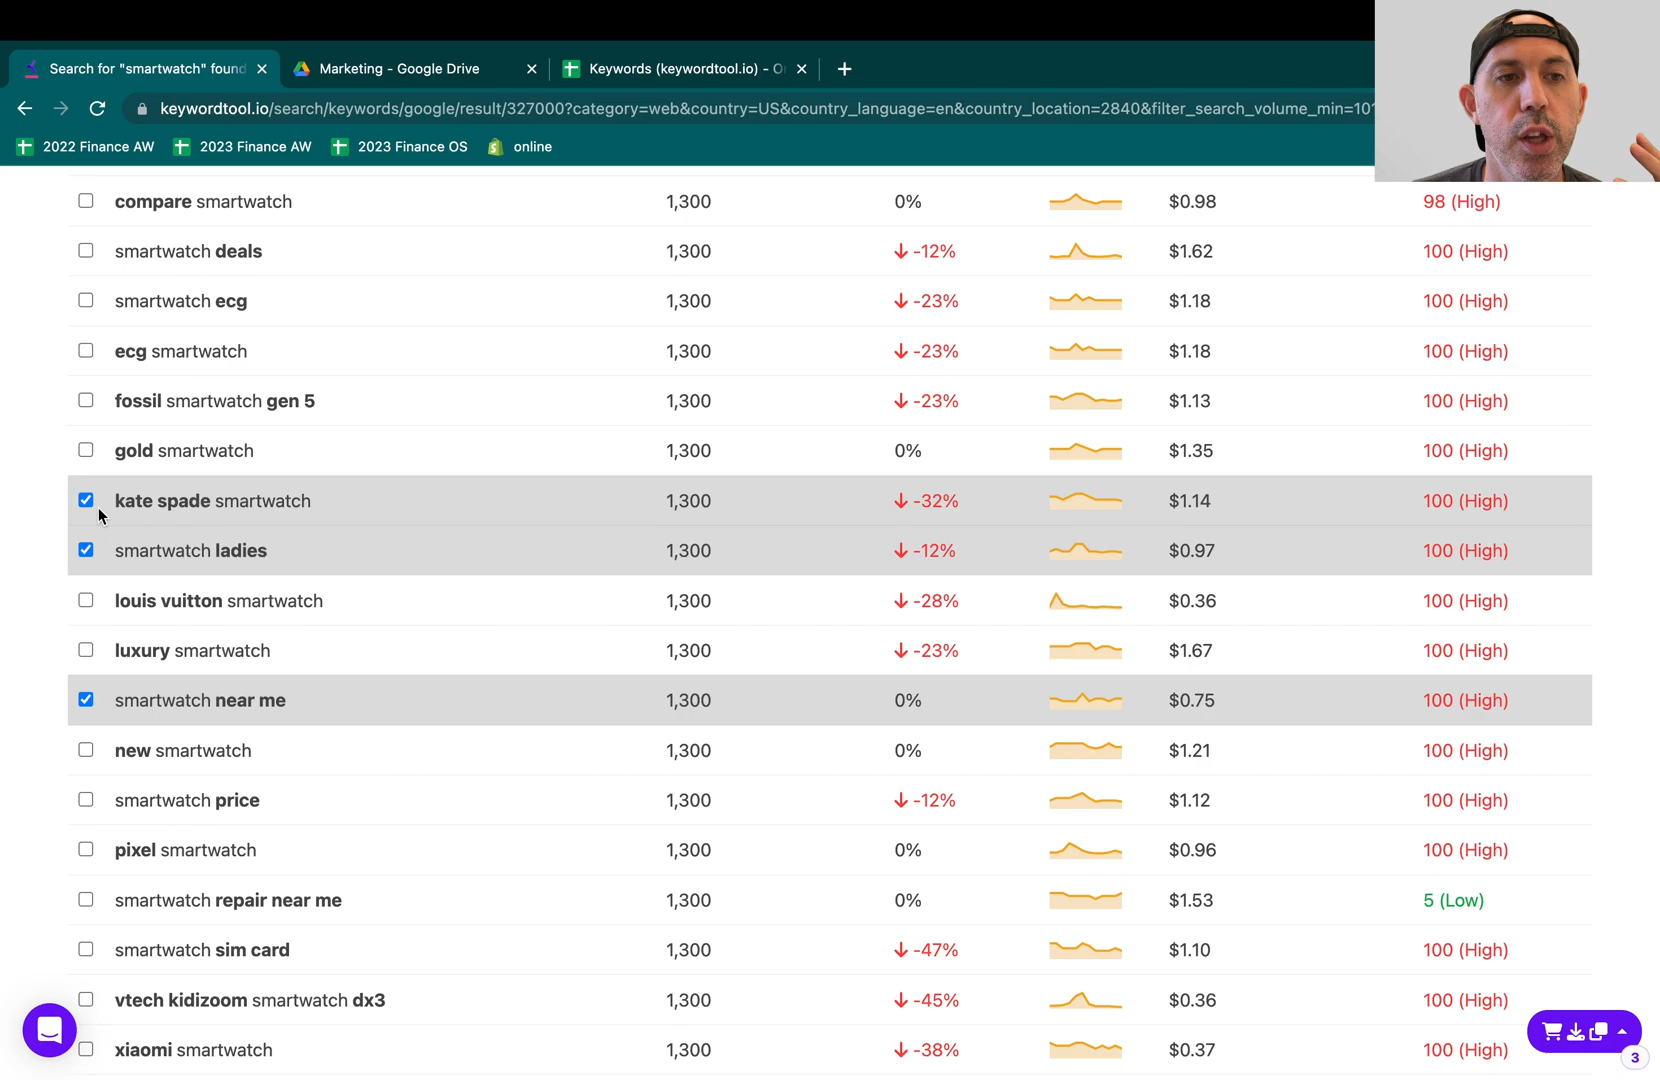 Search for "smartwatch" found
Marketing - Google Drive
Keywords (keywordtool.io) - O
keywordtool.io/search/keywords/google/result/327000?category=web&country=US&country_language=en&country_location=2840&filter_search_volume_min=101
2022 Finance AW
2023 Finance AW
2023 Finance OS
online
compare smartwatch 1,300 0% $0.98 98 (High)
smartwatch deals 1,300 -12% $1.62 100 (High)
smartwatch ecg 1,300 -23% $1.18 100 (High)
ecg smartwatch 1,300 -23% $1.18 100 (High)
fossil smartwatch gen 5 1,300 -23% $1.13 100 (High)
gold smartwatch 1,300 0% $1.35 100 (High)
kate spade smartwatch 1,300 -32% $1.14 100 (High)
smartwatch ladies 1,300 -12% $0.97 100 (High)
louis vuitton smartwatch 1,300 -28% $0.36 100 (High)
luxury smartwatch 1,300 -23% $1.67 100 (High)
smartwatch near me 1,300 0% $0.75 100 (High)
new smartwatch 1,300 0% $1.21 100 (High)
smartwatch price 1,300 -12% $1.12 100 (High)
pixel smartwatch 1,300 0% $0.96 100 (High)
smartwatch repair near me 1,300 0% $1.53 5 (Low)
smartwatch sim card 1,300 -47% $1.10 100 (High)
vtech kidizoom smartwatch dx3 1,300 -45% $0.36 100 (High)
xiaomi smartwatch 1,300 -38% $0.37 100 (High)
3